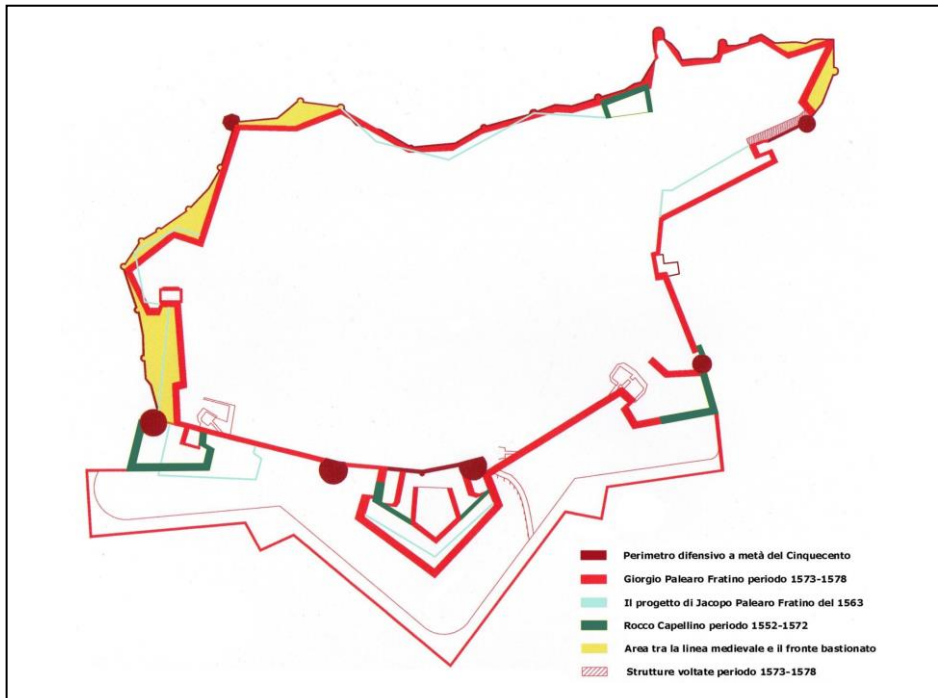 Perimetro difensivo a metà del Cinquecento
Giorgio Palearo Fratino periodo 1573-1578
Il progetto di Jacopo Palearo Fratino del 1563
Rocco Capellino periodo 1552-1572
Area tra la linea medievale e il fronte bastionato
Strutture voltate periodo 1573-1578